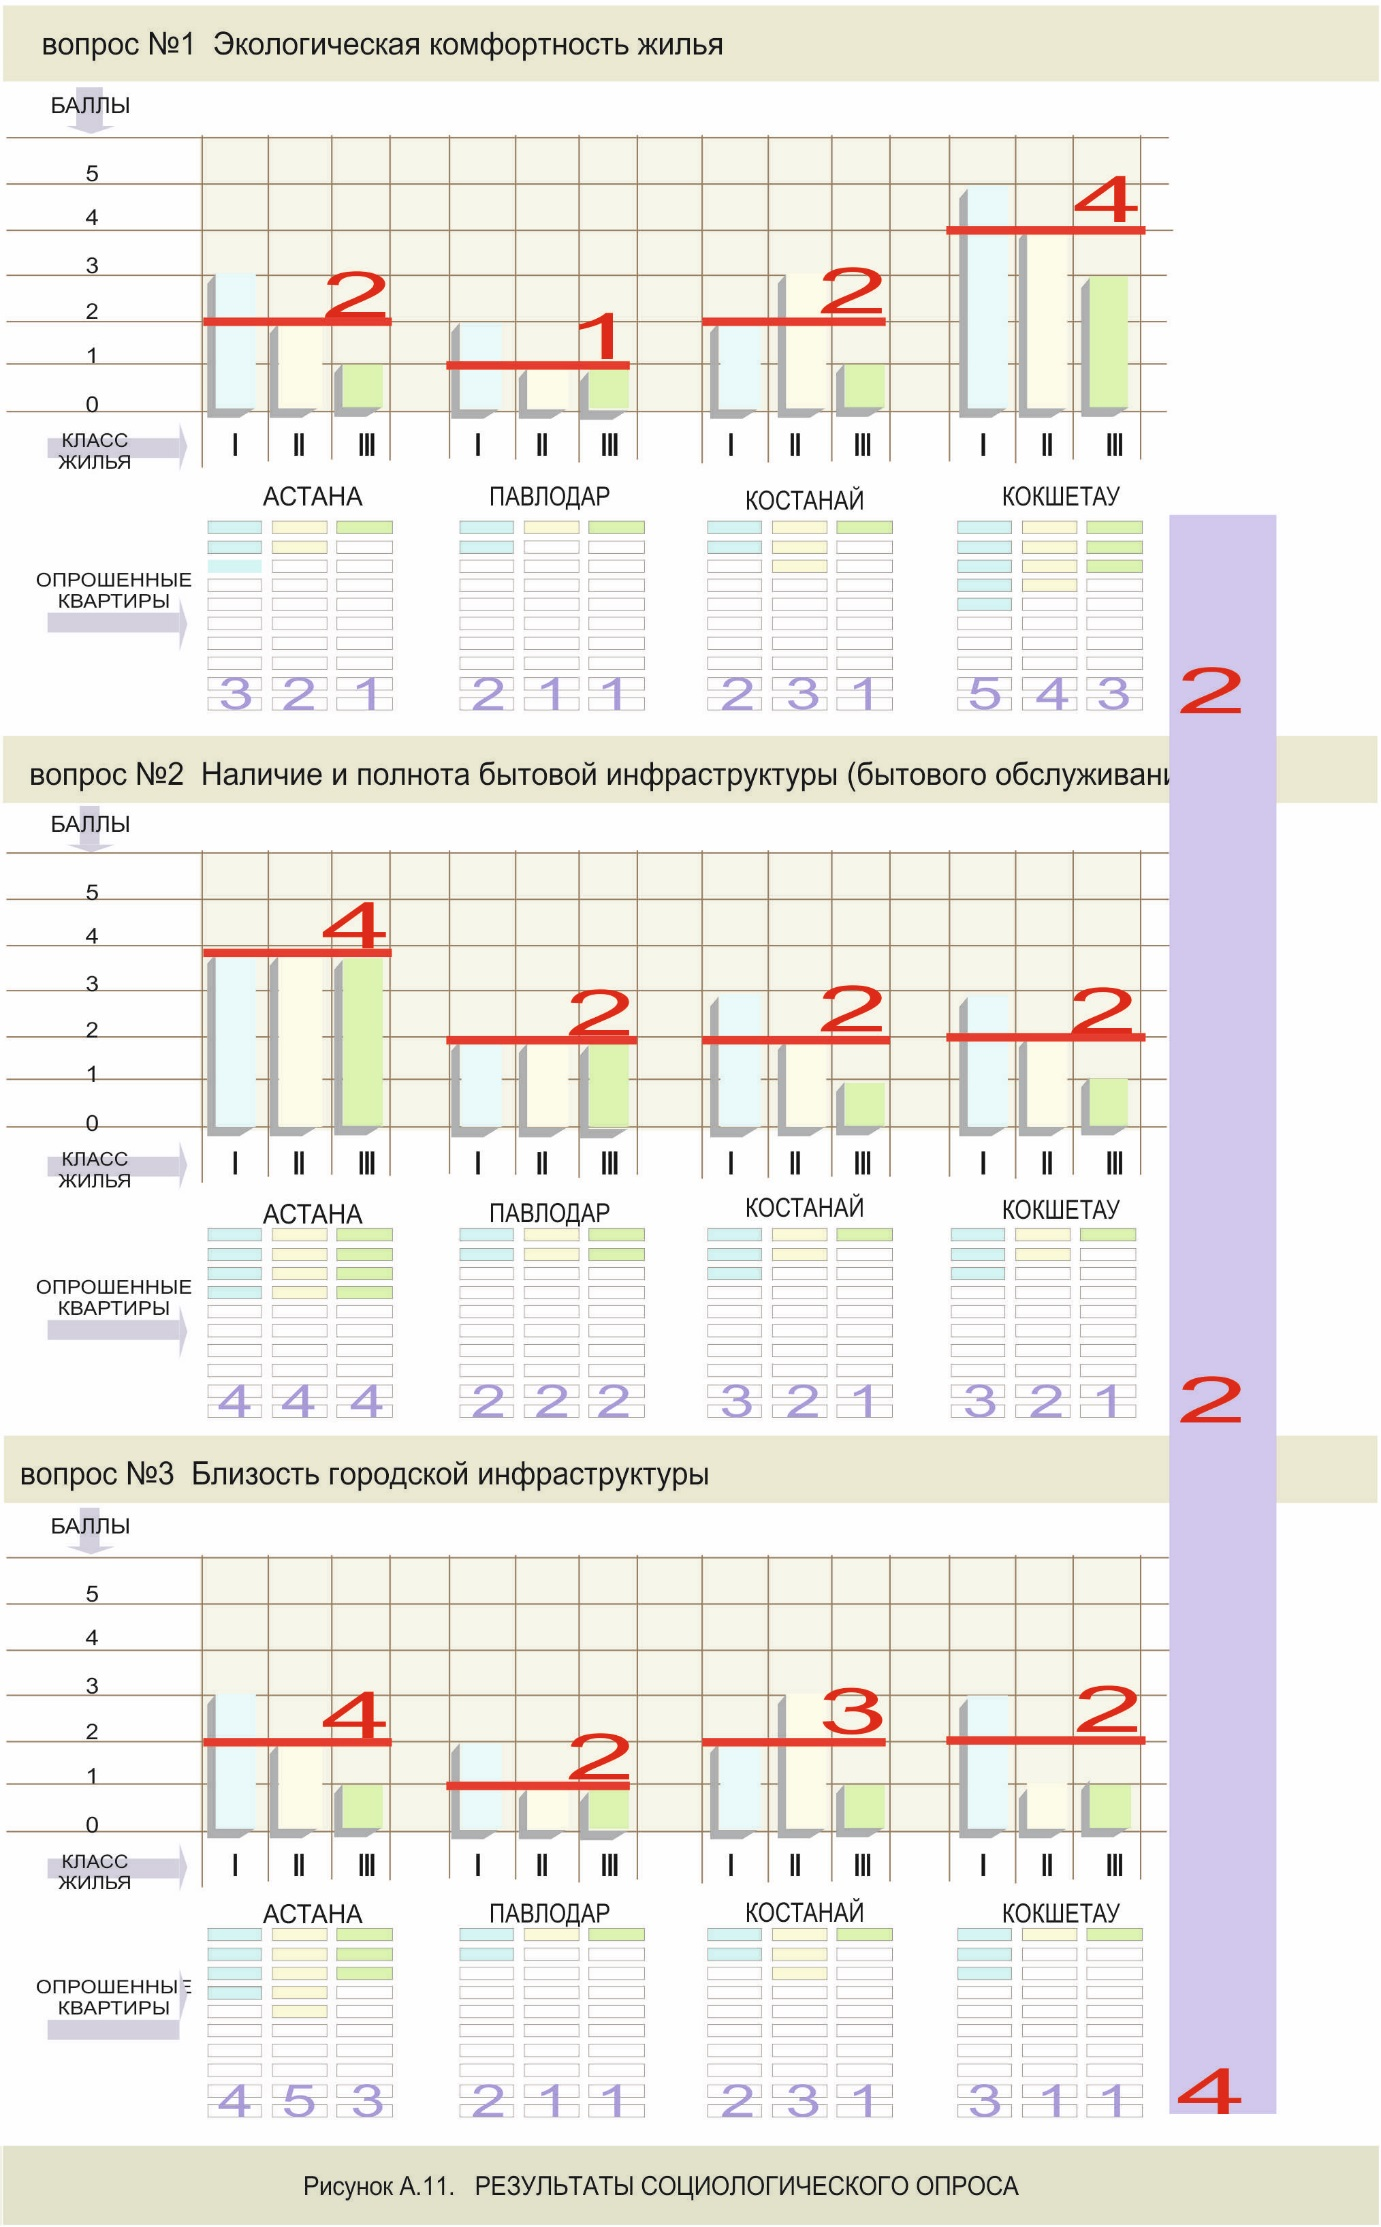 вопрос №1 Экологическая комфортность жилья
БАЛЛЫ
5
4
4
3
2
2
2
1
1
0
КЛАСС
ЖИЛЬЯ
I II III I II III I II III I II III
АСТАНА ПАВЛОДАР КОСТАНАЙ КОКШЕТАУ
ОПРОШЕННЫЕ
КВАРТИРЫ
3 2 1 2 1 1 2 3 1 5 4 3 2
вопрос №2 Наличие и полнота бытовой инфраструктуры (бытового обслуживани
БАЛЛЫ
5
4
4
3
2 2 2 2
1
0
КЛАСС
ЖИЛЬЯ
I II III I II III I II III I II III
АСТАНА ПАВЛОДАР КОСТАНАЙ КОКШЕТАУ
ОПРОШЕННЫЕ
КВАРТИРЫ
4 4 4 2 2 2 3 2 1 3 2 1 2
вопрос №3 Близость городской инфраструктуры
БАЛЛЫ
5
4
3
4 3 2
2 2
1
0
КЛАСС
ЖИЛЬЯ
I II III I II III I II III I II III
АСТАНА ПАВЛОДАР КОСТАНАЙ КОКШЕТАУ
ОПРОШЕННЫЕ
КВАРТИРЫ
4 5 3 2 1 1 2 3 1 3 1 1 4
Рисунок А.11. РЕЗУЛЬТАТЫ СОЦИОЛОГИЧЕСКОГО ОПРОСА